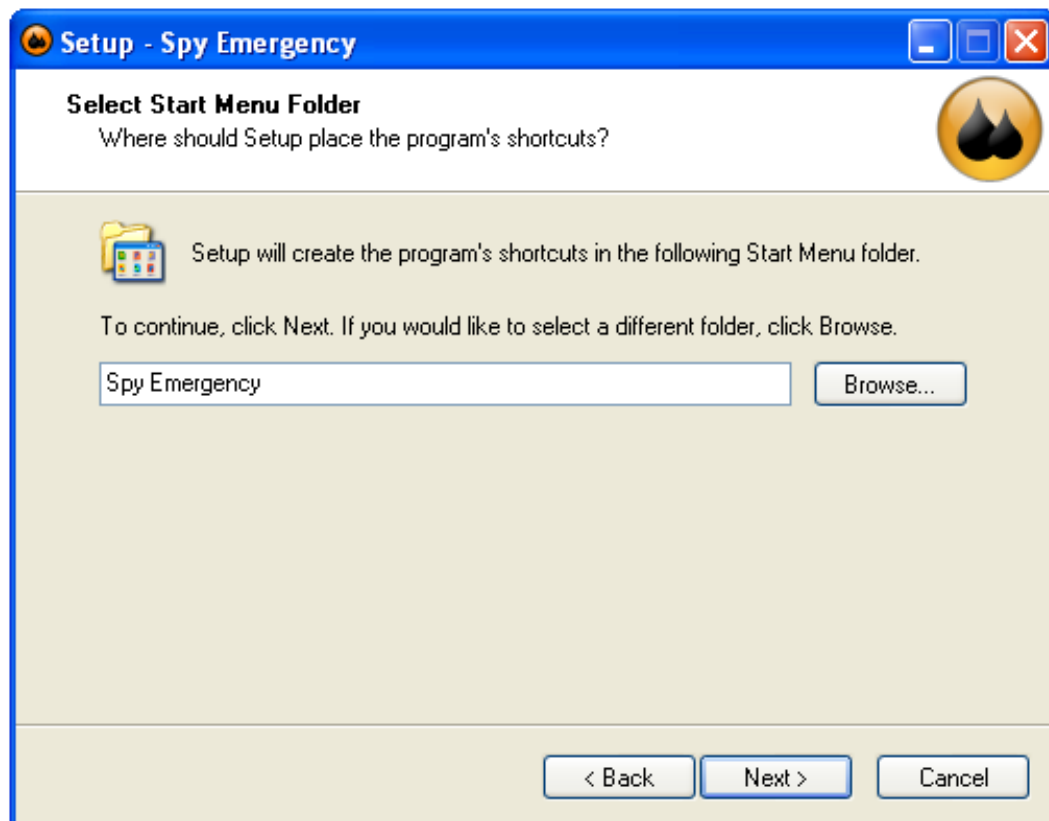 Setup - Spy Emergency
Select Start Menu Folder
Where should Setup place the program's shortcuts?
Setup will create the program's shortcuts in the following Start Menu folder.
To continue, click Next. If you would like to select a different folder, click Browse.
Spy Emergency
Browse...
< Back
Next >
Cancel